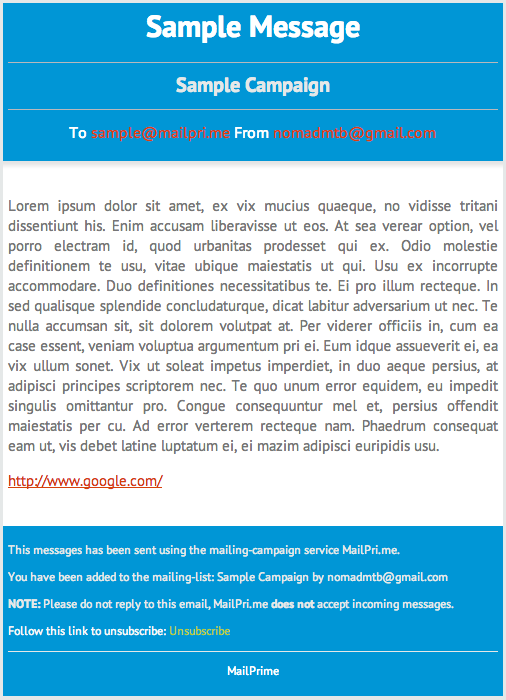 Sample Message
Sample Campaign
To sample@mailpri.me From nomadmtb@gmail.com
Lorem ipsum dolor sit amet, ex vix mucius quaeque, no vidisse tritani
dissentiunt his. Enim accusam liberavisse ut eos. At sea verear option, vel
porro electram id, quod urbanitas prodesset qui ex. Odio molestie
definitionem te usu, vitae ubique maiestatis ut qui. Usu ex incorrupte
accommodare. Duo definitiones necessitatibus te. Ei pro illum recteque. In
sed qualisque splendide concludaturque, dicat labitur adversarium ut nec. Te
nulla accumsan sit, sit dolorem volutpat at. Per viderer officiis in, cum ea
case essent, veniam voluptua argumentum pri ei. Eum idque assueverit ei, ea
vix ullum sonet. Vix ut soleat impetus imperdiet, in duo aeque persius, at
adipisci principes scriptorem nec. Te quo unum error equidem, eu impedit
singulis omittantur pro. Congue consequuntur mel et, persius offendit
maiestatis per cu. Ad error verterem recteque nam. Phaedrum consequat
eam ut, vis debet latine luptatum ei, ei mazim adipisci euripidis usu.
http://www.google.com/
This messages has been sent using the mailing-campaign service MailPri.me.
You have been added to the mailing-list: Sample Campaign by nomadmtb@gmail.com
NOTE: Please do not reply to this email, MailPri.me does not accept incoming messages.
Follow this link to unsubscribe: Unsubscribe
MailPrime